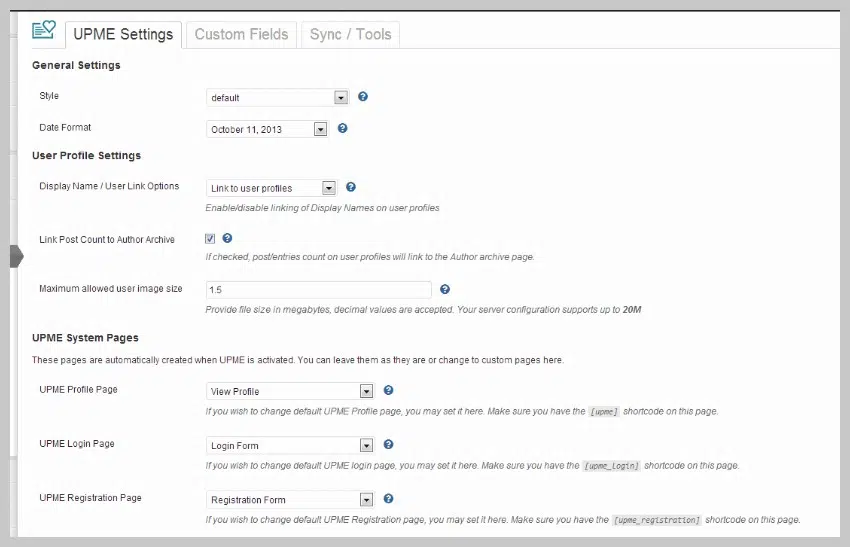 UPME Settings Custom Fields Sync / Tools
General Settings
Style default
Date Format October 11, 2013
User Profile Settings
Display Name / User Link Options Link to user profiles
Enable/disable linking of Display Names on user profiles
Link Post Count to Author Archive
If checked, post/entries count on user profiles will link to the Author archive page.
Maximum allowed user image size 1.5
Provide file size in megabytes, decimal values are accepted. Your server configuration supports up to 20M
UPME System Pages
These pages are automatically created when UPME is activated. You can leave them as they are or change to custom pages here.
UPME Profile Page View Profile
If you wish to change default UPME Profile page, you may set it here. Make sure you have the [upme] shortcode on this page.
UPME Login Page Login Form
If you wish to change default UPME login page, you may set it here. Make sure you have the [upme_login] shortcode on this page.
UPME Registration Page Registration Form
If you wish to change default UPME Registration page, you may set it here. Make sure you have the [upme_registration] shortcode on this page.